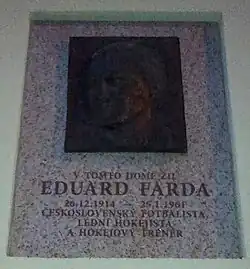 V TOMTO DOMĚ ŽIL
EDUARD FARDA
26.12.1914 — 25.1.1961
ČESKOSLOVENSKÝ FOTBALISTA,
LEDNÍ HOKEJISTA
A HOKEJOVÝ TRENÉR